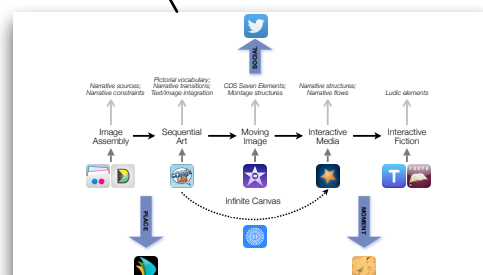 SOCIAL
Narrative sources;
Narrative constraints
Pictorial vocabulary;
Narrative transitions;
Text/image integration
CDS Seven Elements;
Montage structures
Narrative structures;
Narrative flows
Ludic elements
Image
Assembly
Sequential
Art
Moving
Image
Interactive
Media
Interactive
Fiction
T
Infinite Canvas
PLACE
MOMENT